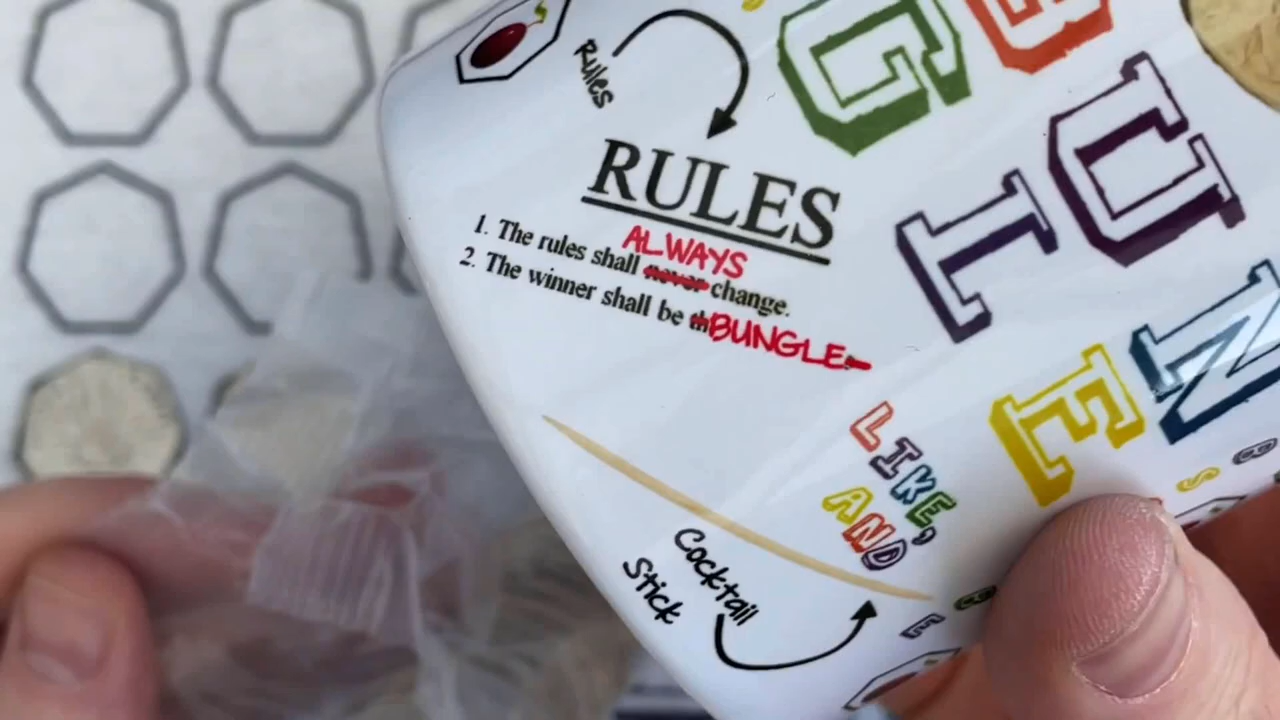 Rules
RULES
1. The rules shall never ALWAYS change.
2. The winner shall be th BUNGLE.
LIKE,
AND
Cocktail
Stick